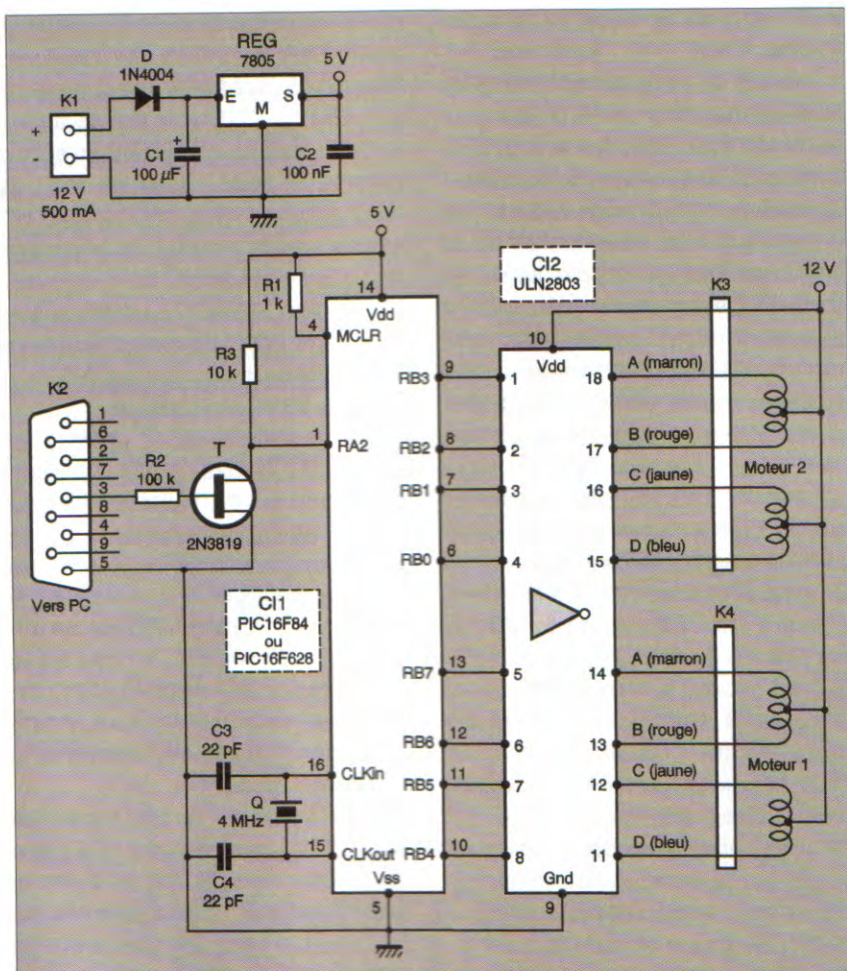 REG
7805
D
1N4004
5 V
K1
E
S
M
+
-
+
C1
100 µF
C2
100 nF
12 V
500 mA
5 V
12 V
CI2
ULN2803
K3
R1
1 k
14
Vdd
4
MCLR
10
Vdd
R3
10 k
RB3
9
1
18
A (marron)
K2
1
6
2
7
3
8
4
9
5
R2
100 k
T
2N3819
1
RA2
RB2
8
2
17
B (rouge)
Moteur 2
RB1
7
3
16
C (jaune)
RB0
6
4
15
D (bleu)
Vers PC
CI1
PIC16F84
ou
PIC16F628
K4
RB7
13
5
14
A (marron)
C3
22 pF
16
CLKin
RB6
12
6
13
B (rouge)
Moteur 1
Q
4 MHz
RB5
11
7
12
C (jaune)
15
CLKout
RB4
10
8
11
D (bleu)
C4
22 pF
Vss
5
Gnd
9